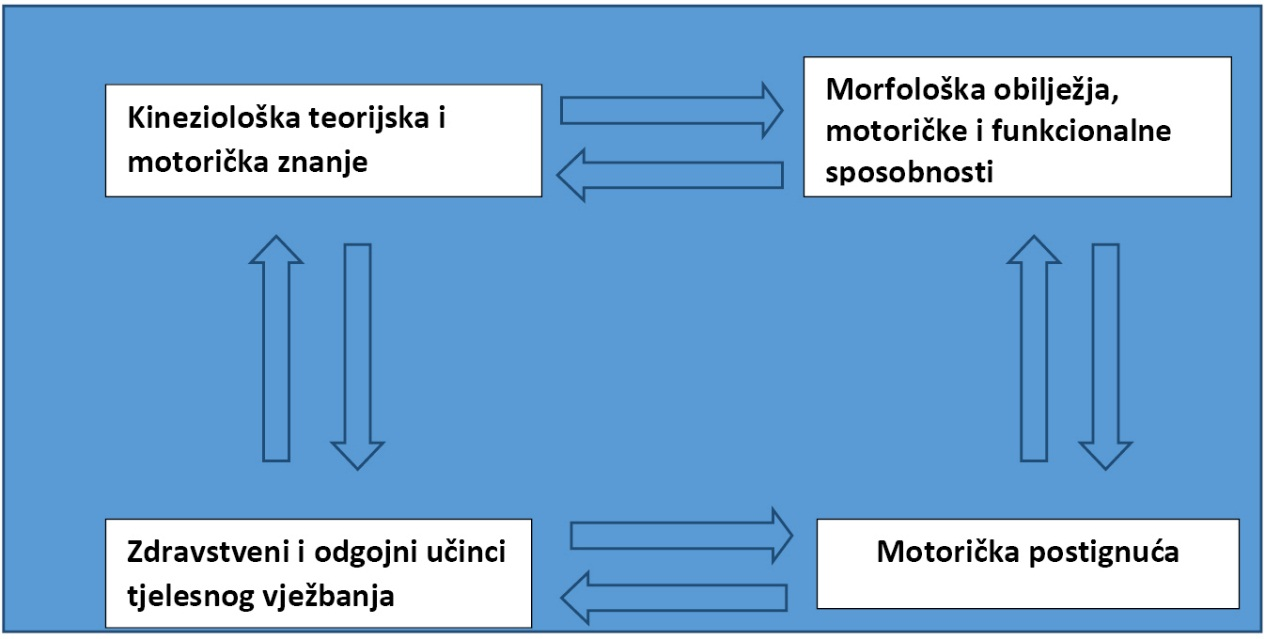 Kineziološka teorijska i
motorička znanje
Morfološka obilježja,
motoričke i funkcionalne
sposobnosti
Zdravstveni i odgojni učinci
tjelesnog vježbanja
Motorička postignuća